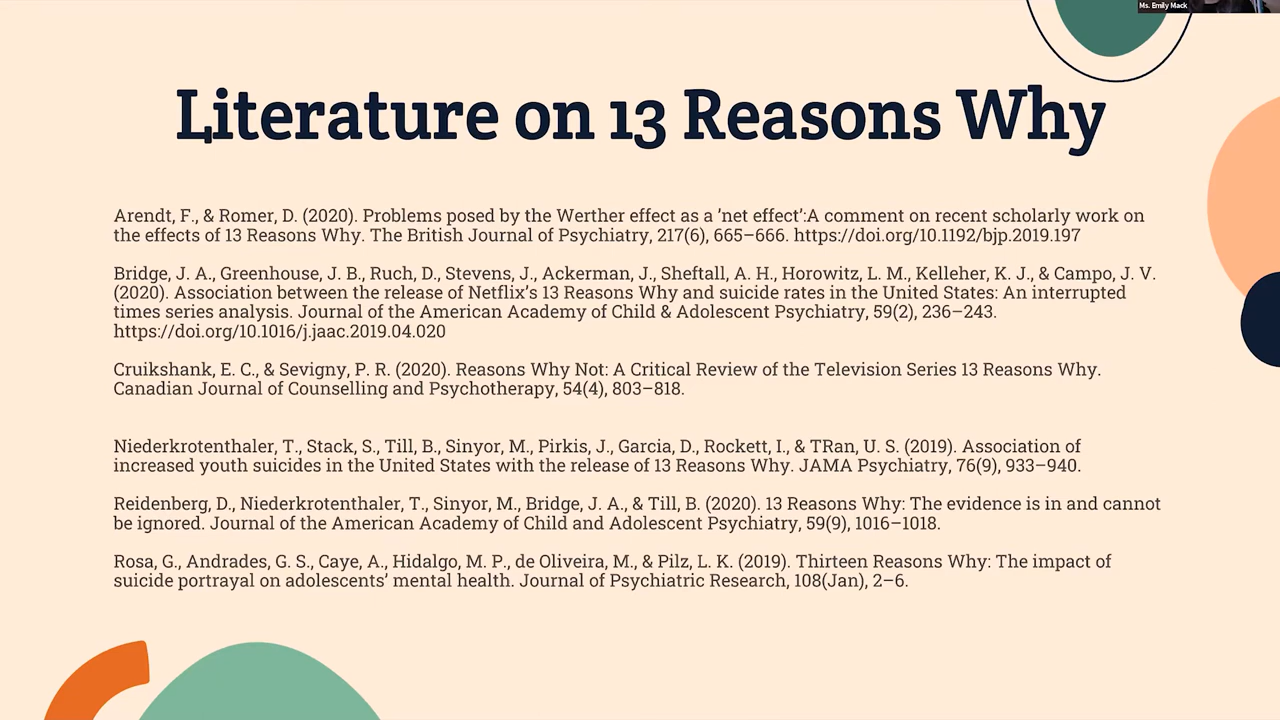 Ms. Emily Mack
Literature on 13 Reasons Why
Arendt, F., & Romer, D. (2020). Problems posed by the Werther effect as a ’net effect’:A comment on recent scholarly work on
the effects of 13 Reasons Why. The British Journal of Psychiatry, 217(6), 665–666. https://doi.org/10.1192/bjp.2019.197
Bridge, J. A., Greenhouse, J. B., Ruch, D., Stevens, J., Ackerman, J., Sheftall, A. H., Horowitz, L. M., Kelleher, K. J., & Campo, J. V.
(2020). Association between the release of Netflix’s 13 Reasons Why and suicide rates in the United States: An interrupted
times series analysis. Journal of the American Academy of Child & Adolescent Psychiatry, 59(2), 236–243.
https://doi.org/10.1016/j.jaac.2019.04.020
Cruikshank, E. C., & Sevigny, P. R. (2020). Reasons Why Not: A Critical Review of the Television Series 13 Reasons Why.
Canadian Journal of Counselling and Psychotherapy, 54(4), 803–818.
Niederkrotenthaler, T., Stack, S., Till, B., Sinyor, M., Pirkis, J., Garcia, D., Rockett, I., & TRan, U. S. (2019). Association of
increased youth suicides in the United States with the release of 13 Reasons Why. JAMA Psychiatry, 76(9), 933–940.
Reidenberg, D., Niederkrotenthaler, T., Sinyor, M., Bridge, J. A., & Till, B. (2020). 13 Reasons Why: The evidence is in and cannot
be ignored. Journal of the American Academy of Child and Adolescent Psychiatry, 59(9), 1016–1018.
Rosa, G., Andrades, G. S., Caye, A., Hidalgo, M. P., de Oliveira, M., & Pilz, L. K. (2019). Thirteen Reasons Why: The impact of
suicide portrayal on adolescents’ mental health. Journal of Psychiatric Research, 108(Jan), 2–6.